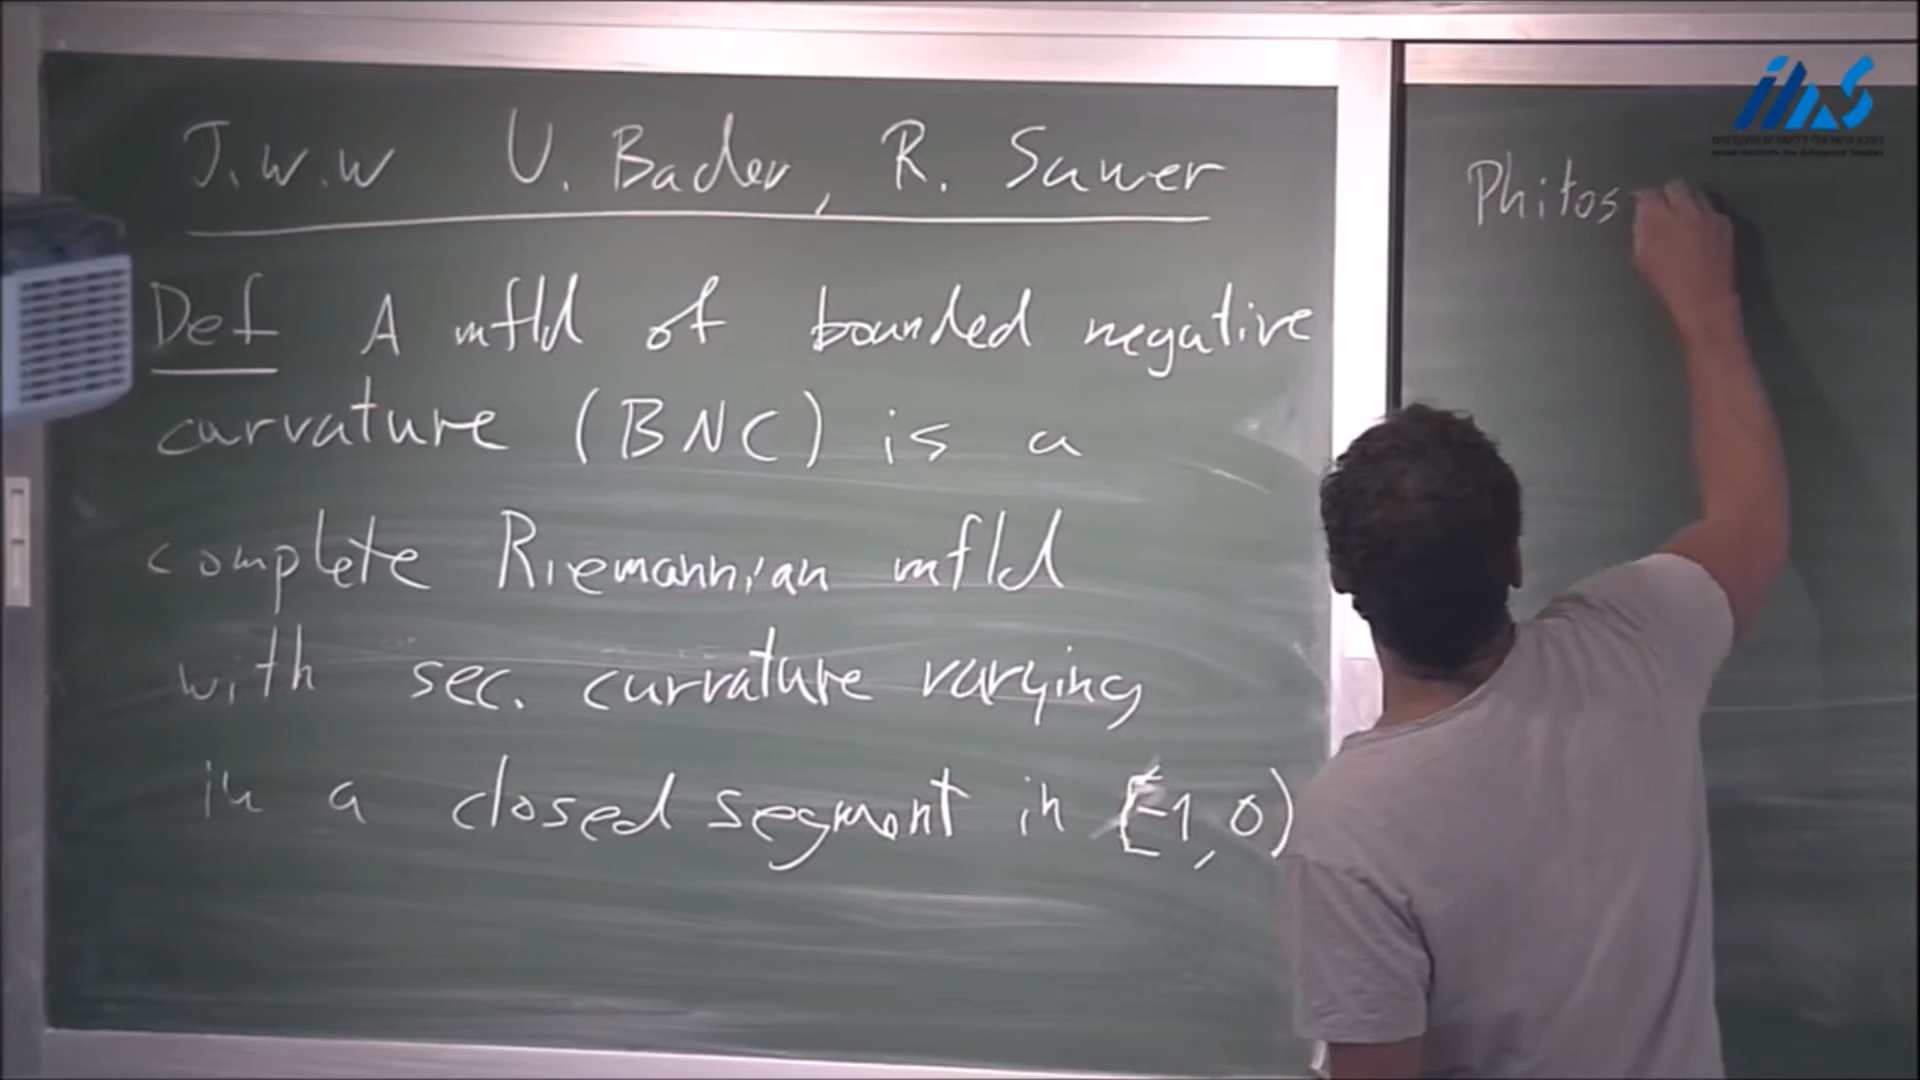 J.w.w U. Bader, R. Sauer
Def A mfld of bounded negative
curvature (BNC) is a
complete Riemannian mfld
with sec. curvature varying
in a closed segment in [-1,0)
Phitos